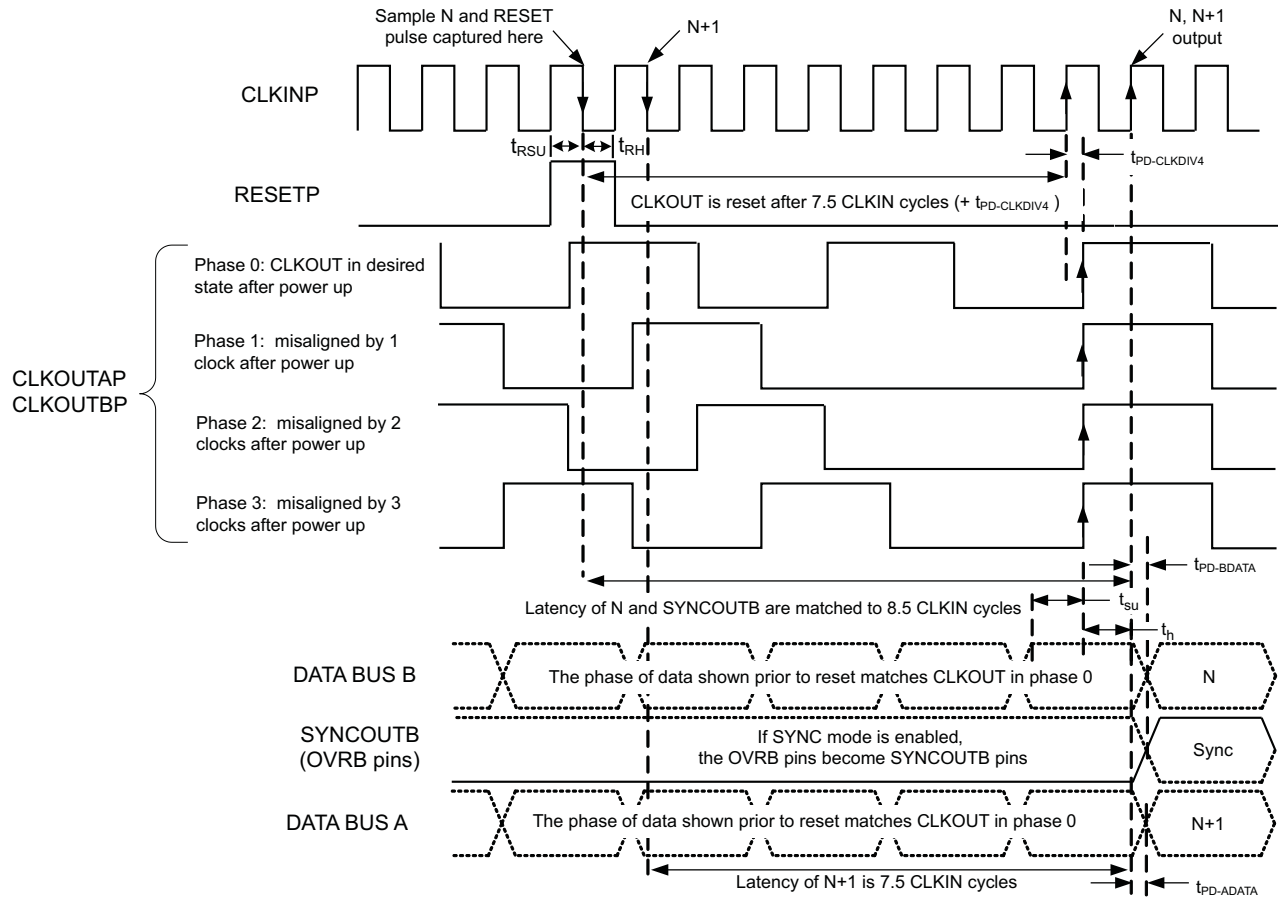 Sample N and RESET
pulse captured here
N+1
N, N+1
output
CLKINP
tRSU
tRH
tPD-CLKDIV4
RESETP
CLKOUT is reset after 7.5 CLKIN cycles (+ tPD-CLKDIV4 )
Phase 0: CLKOUT in desired
state after power up
Phase 1: misaligned by 1
clock after power up
CLKOUTAP
CLKOUTBP
Phase 2: misaligned by 2
clocks after power up
Phase 3: misaligned by 3
clocks after power up
tPD-BDATA
Latency of N and SYNCOUTB are matched to 8.5 CLKIN cycles
tsu
th
DATA BUS B
The phase of data shown prior to reset matches CLKOUT in phase 0
N
SYNCOUTB
(OVRB pins)
If SYNC mode is enabled,
the OVRB pins become SYNCOUTB pins
Sync
DATA BUS A
The phase of data shown prior to reset matches CLKOUT in phase 0
N+1
Latency of N+1 is 7.5 CLKIN cycles
tPD-ADATA